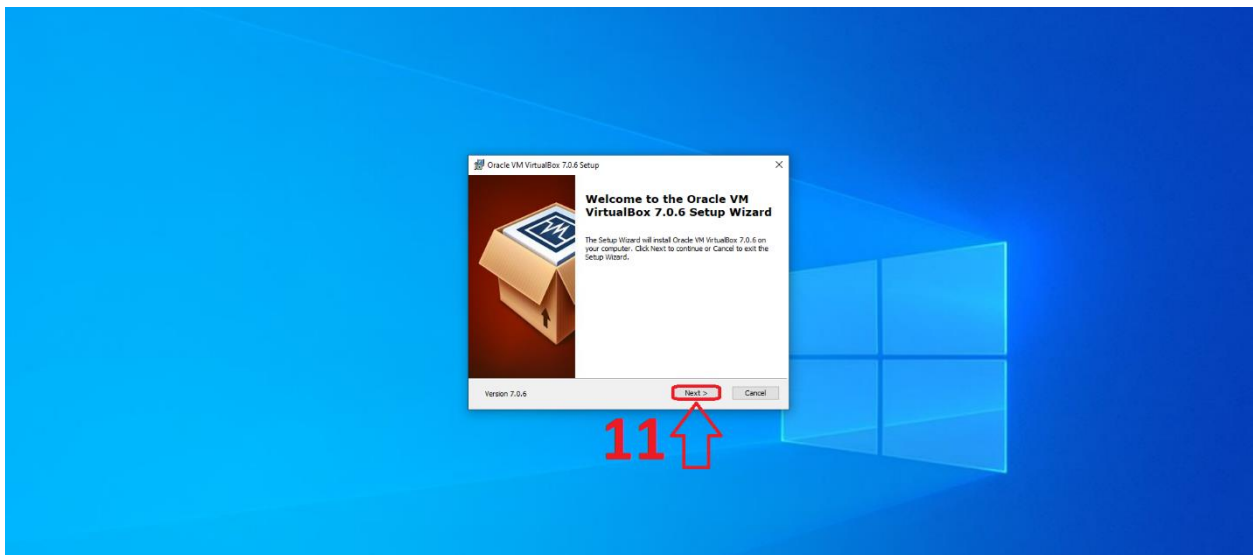 Oracle VM VirtualBox 7.0.6 Setup
Welcome to the Oracle VM
VirtualBox 7.0.6 Setup Wizard
The Setup Wizard will install Oracle VM VirtualBox 7.0.6 on
your computer. Click Next to continue or Cancel to exit the
Setup Wizard.
Version 7.0.6
Next >
Cancel
11